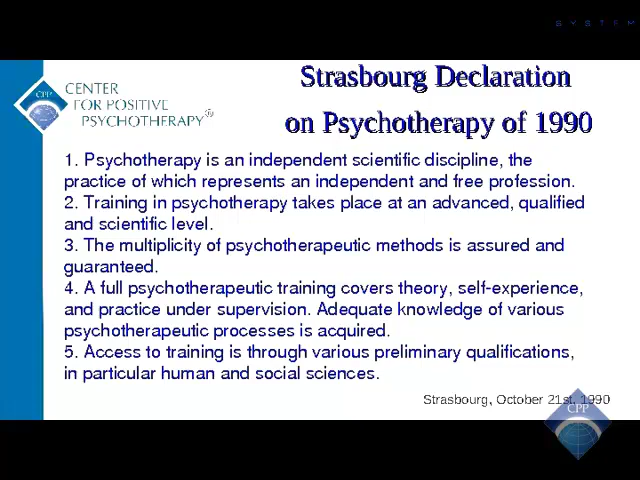 SYSTEM
Strasbourg Declaration
on Psychotherapy of 1990
CPP
CENTER
FOR POSITIVE
PSYCHOTHERAPY®
1. Psychotherapy is an independent scientific discipline, the
practice of which represents an independent and free profession.
2. Training in psychotherapy takes place at an advanced, qualified
and scientific level.
3. The multiplicity of psychotherapeutic methods is assured and
guaranteed.
4. A full psychotherapeutic training covers theory, self-experience,
and practice under supervision. Adequate knowledge of various
psychotherapeutic processes is acquired.
5. Access to training is through various preliminary qualifications,
in particular human and social sciences.
Strasbourg, October 21st, 1990
CPP